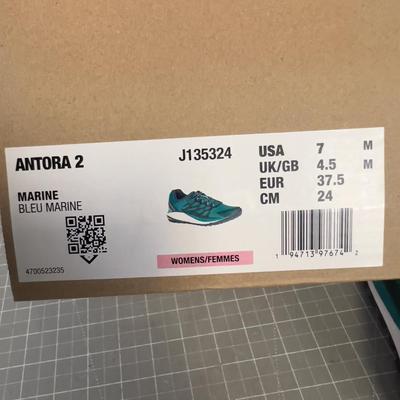 ANTORA 2
J135324
USA 7 M
UK/GB 4.5 M
EUR 37.5
CM 24
MARINE
BLEU MARINE
4700523235
WOMENS/FEMMES
1 94713 97674 2